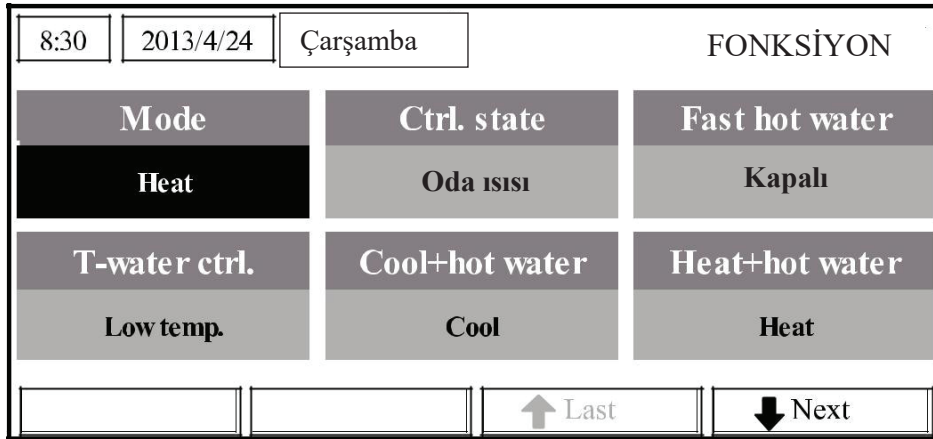 8:30 2013/4/24 Çarşamba FONKSİYON
Mode Ctrl. state Fast hot water
Heat Oda ısısı Kapalı
T-water ctrl. Cool+hot water Heat+hot water
Low temp. Cool Heat
Last Next